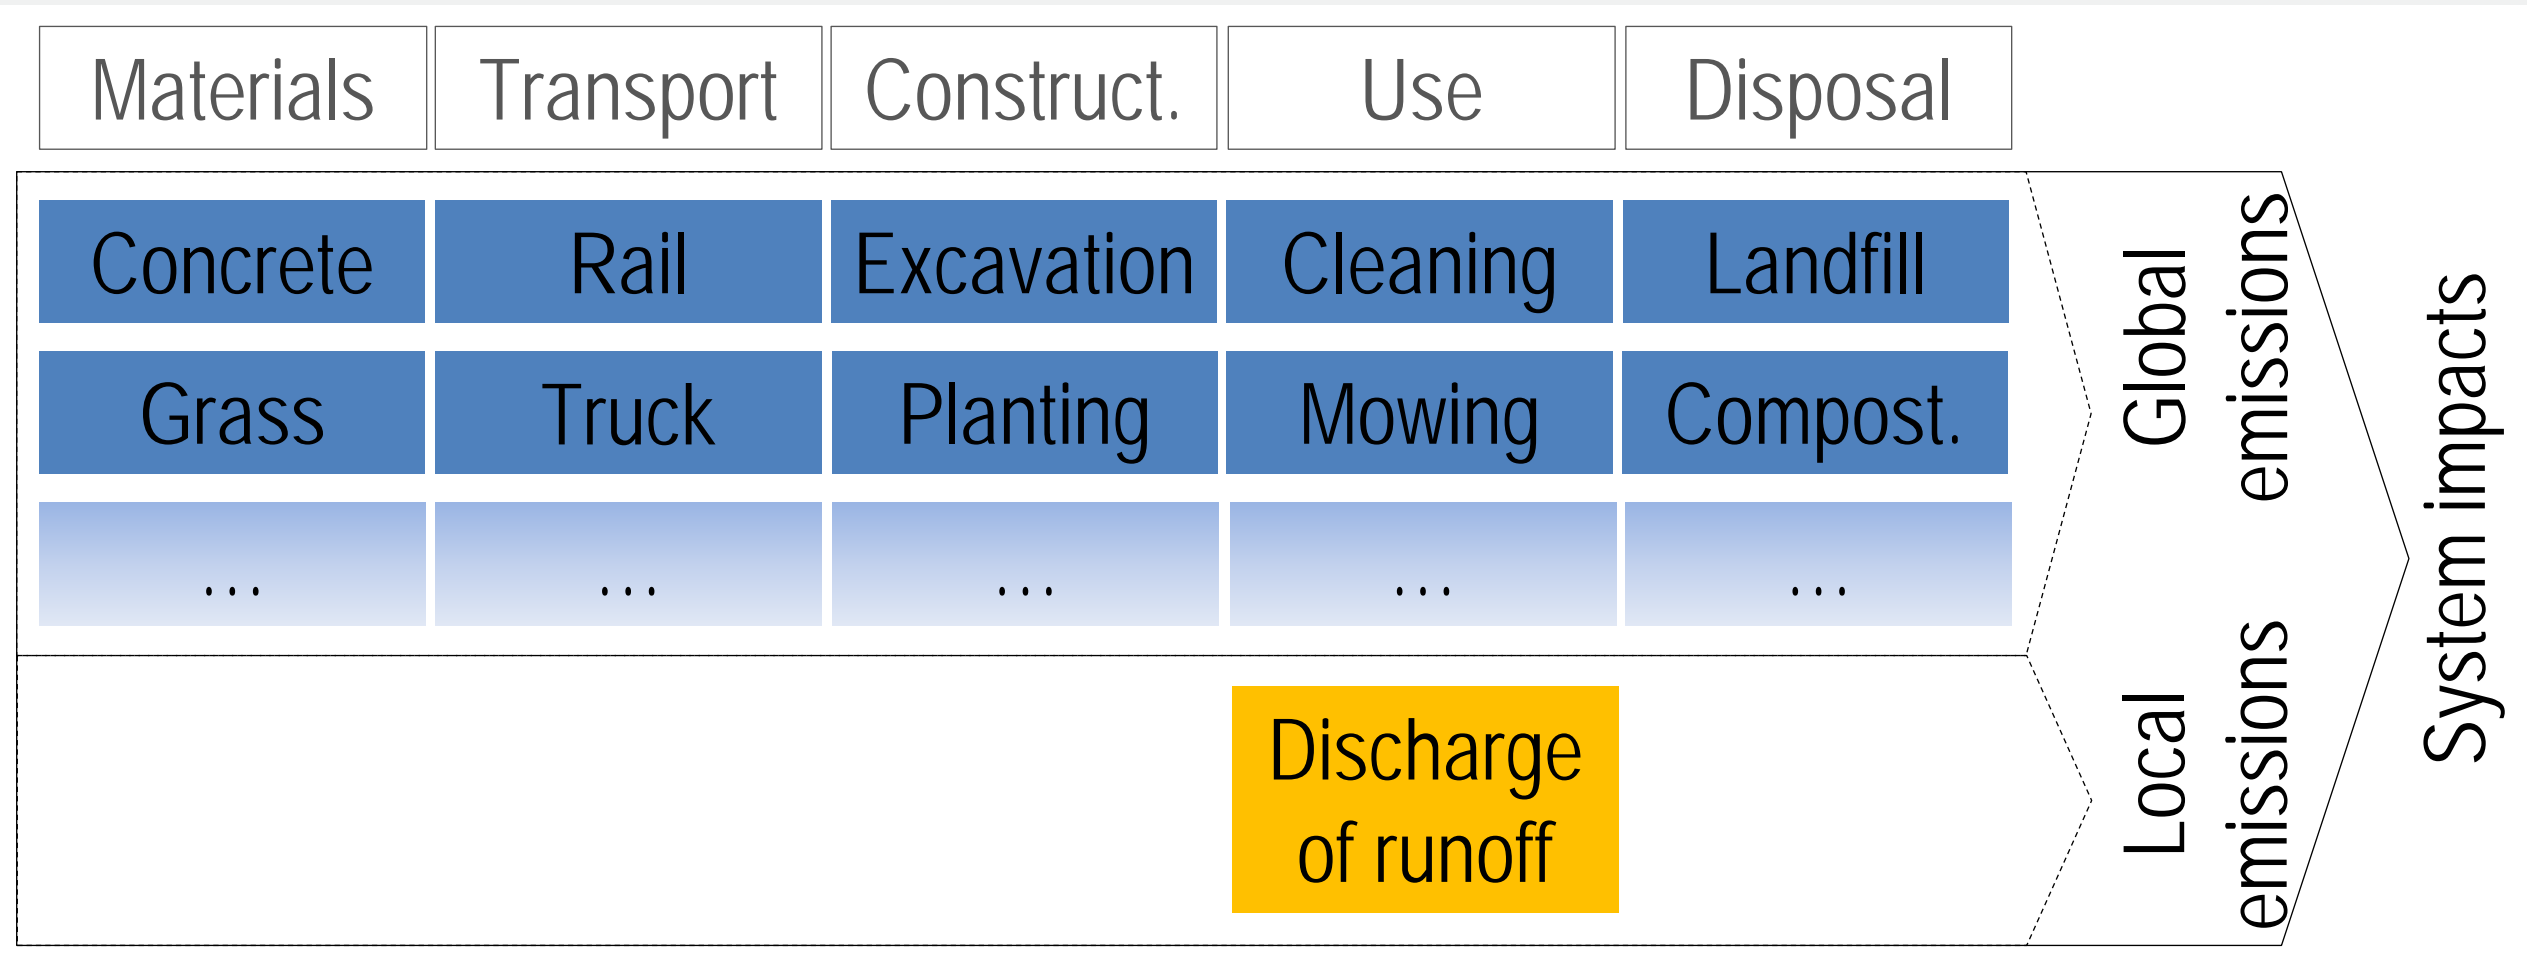 Materials Transport Construct. Use Disposal
Concrete Rail Excavation Cleaning Landfill
Grass Truck Planting Mowing Compost.
... ... ... ... ...
Discharge
of runoff
Global
emissions
Local
emissions
System impacts